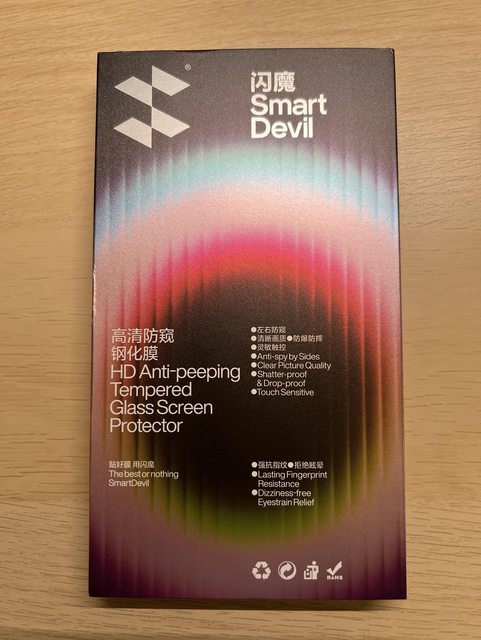 ®
闪魔
Smart
Devil
高清防窥
钢化膜
HD Anti-peeping
Tempered
Glass Screen
Protector
●左右防窥
●清晰画质●防爆防摔
●灵敏触控
●Anti-spy by Sides
●Clear Picture Quality
●Shatter-proof
& Drop-proof
●Touch Sensitive
贴好膜 用闪魔
The best or nothing
SmartDevil
●强抗指纹●拒绝眩晕
●Lasting Fingerprint
Resistance
●Dizziness-free
Eyestrain Relief
RoHS